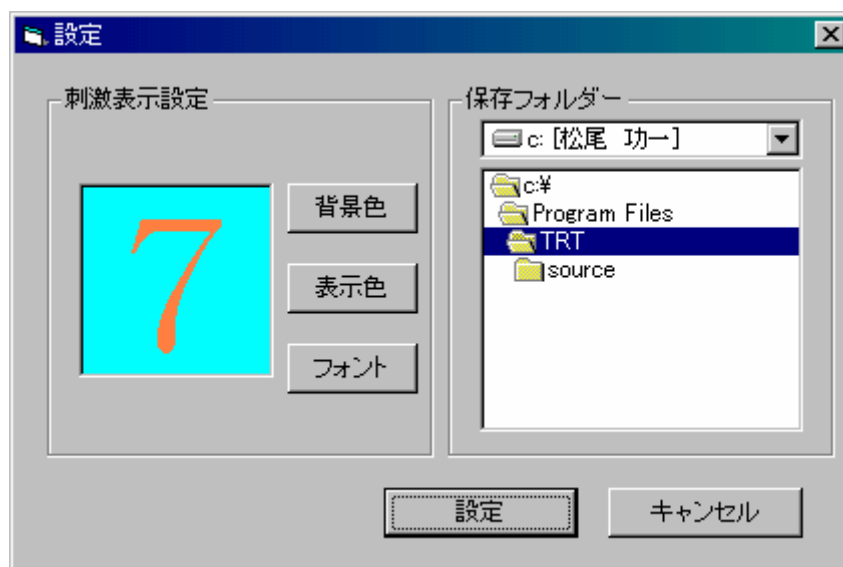 設定
刺激表示設定
7
背景色
表示色
フォント
保存フォルダー
c: [松尾 功一]
c:¥
Program Files
TRT
source
設定
キャンセル